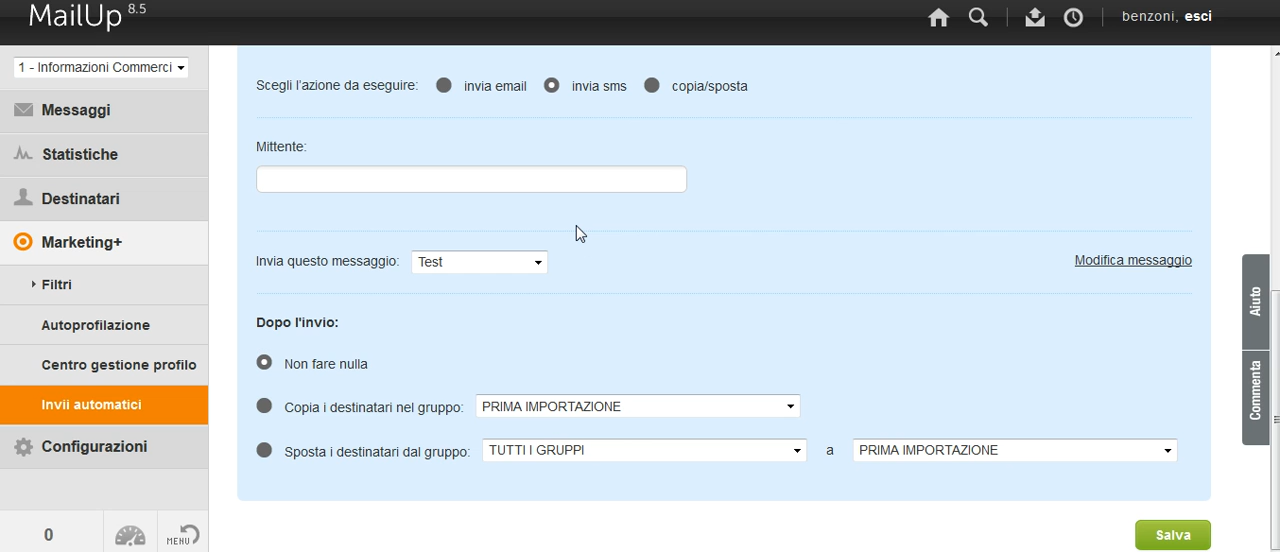 MailUp 8.5
benzoni, esci
1 - Informazioni Commerci
Messaggi
Statistiche
Destinatari
Marketing+
Filtri
Autoprofilazione
Centro gestione profilo
Invii automatici
Configurazioni
0
MENU
Scegli l'azione da eseguire: invia email invia sms copia/sposta
Mittente:
Invia questo messaggio: Test Modifica messaggio
Dopo l'invio:
Non fare nulla
Copia i destinatari nel gruppo: PRIMA IMPORTAZIONE
Sposta i destinatari dal gruppo: TUTTI I GRUPPI a PRIMA IMPORTAZIONE
Salva
Aiuto
Commenta